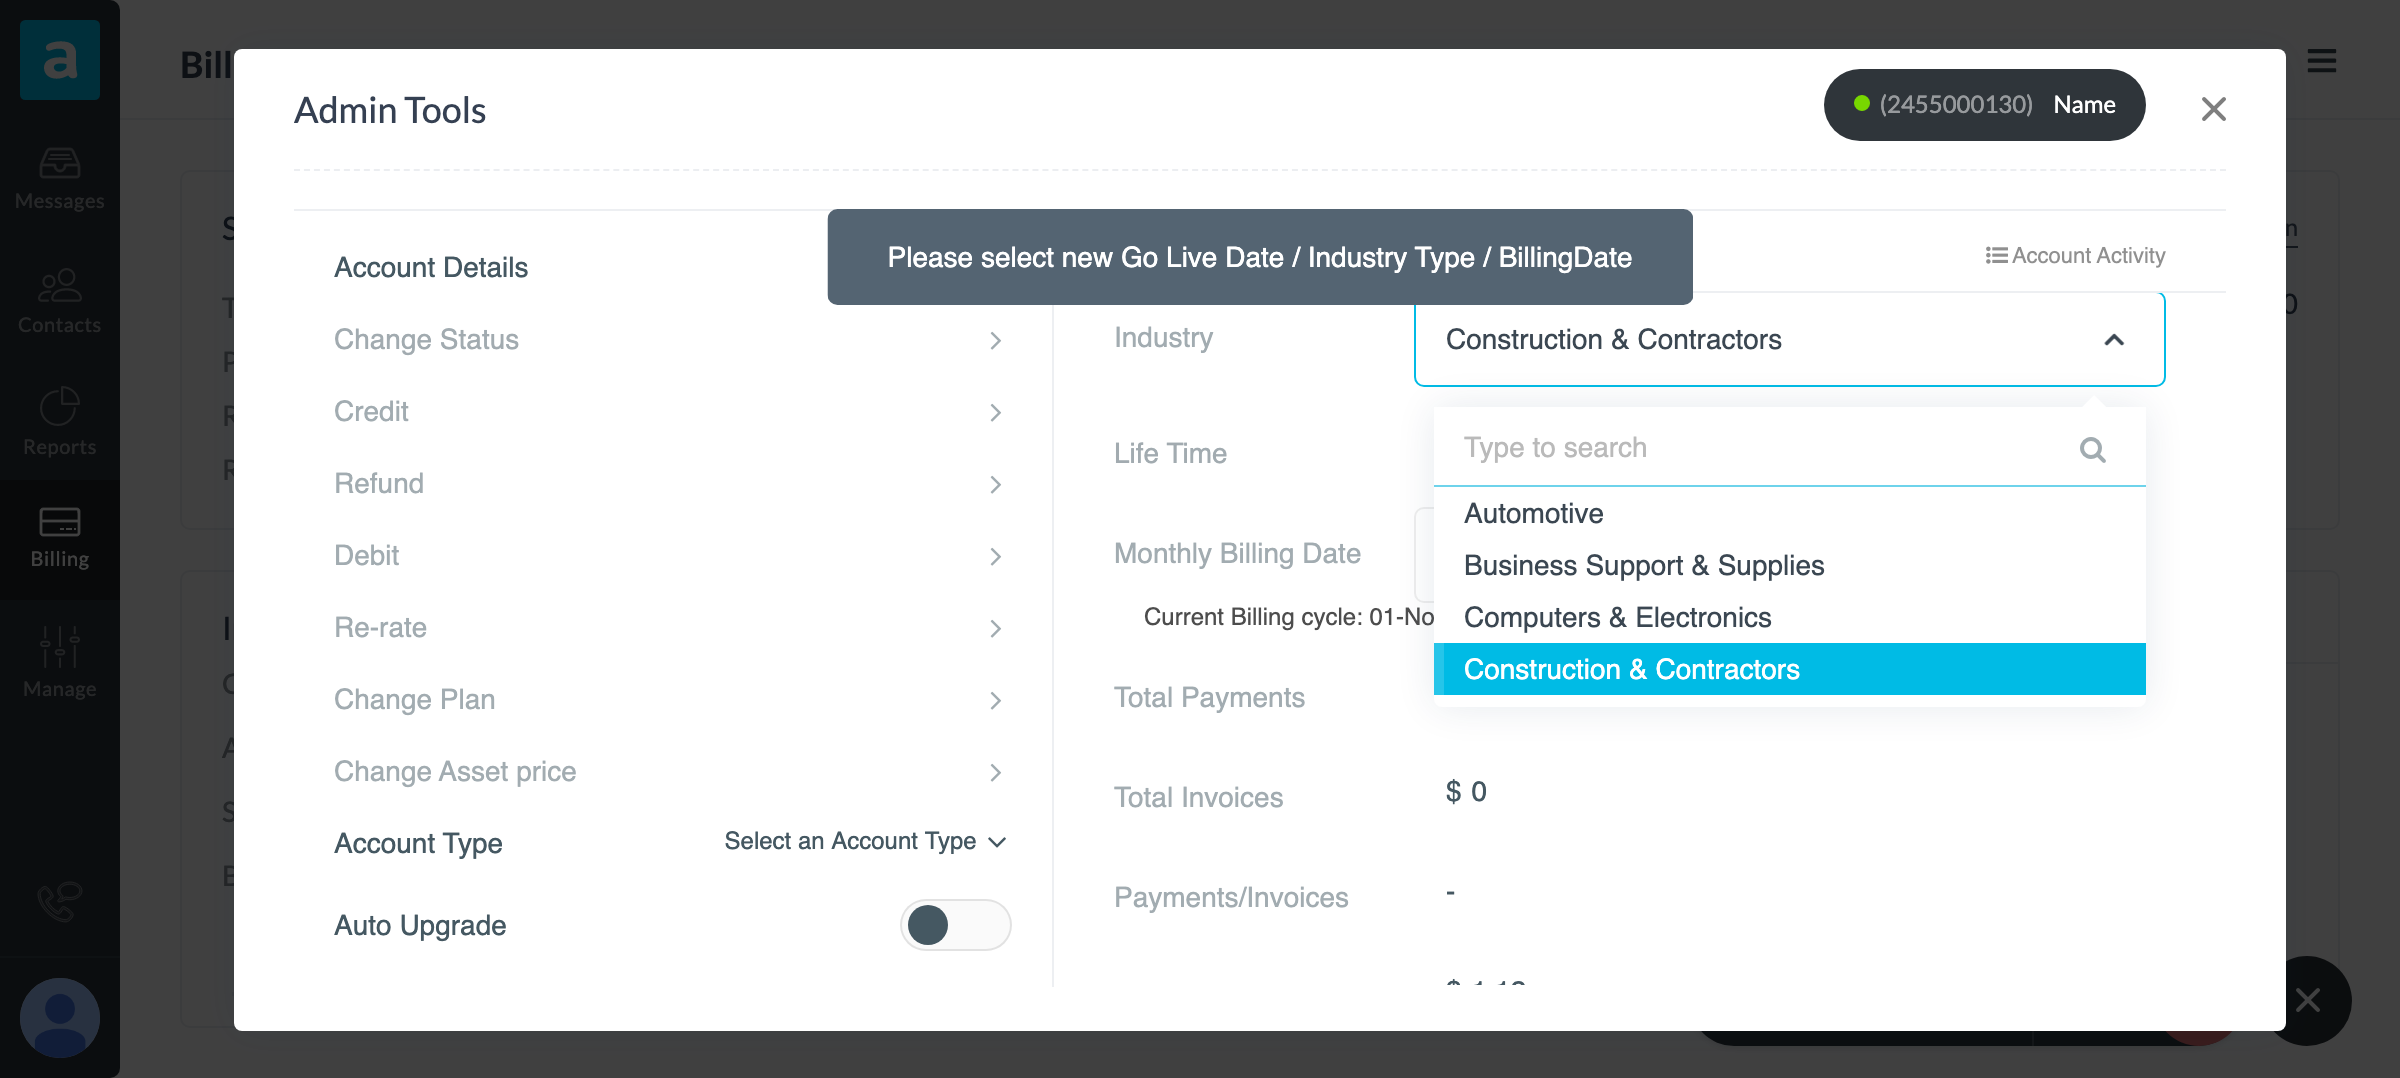 a
Messages
Contacts
Reports
Billing
Manage
Bill
Admin Tools
(2455000130) Name
Please select new Go Live Date / Industry Type / BillingDate
Account Activity
Account Details
Change Status
Credit
Refund
Debit
Re-rate
Change Plan
Change Asset price
Account Type
Select an Account Type
Auto Upgrade
Industry
Construction & Contractors
Life Time
Type to search
Automotive
Business Support & Supplies
Computers & Electronics
Construction & Contractors
Monthly Billing Date
Current Billing cycle: 01-No
Total Payments
Total Invoices
$ 0
Payments/Invoices
-